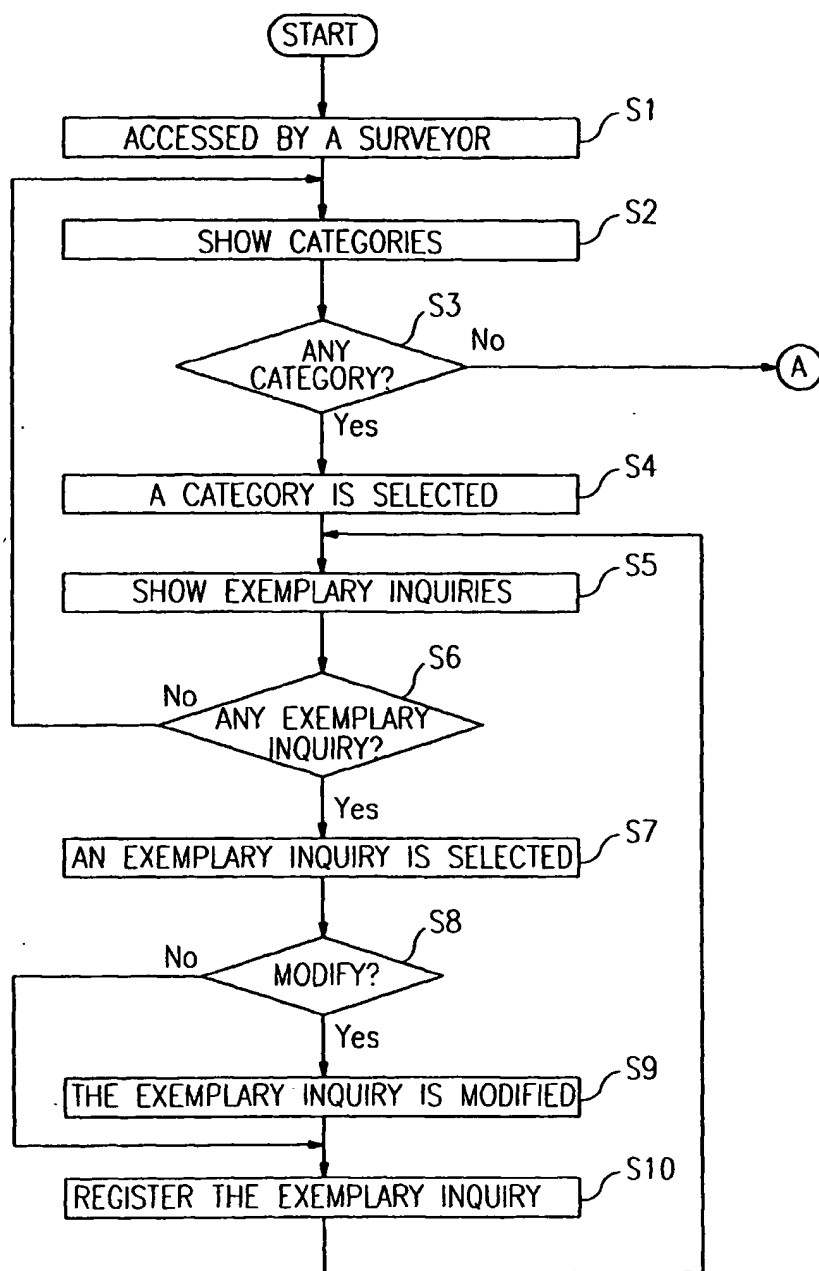 START
S1
ACCESSED BY A SURVEYOR
S2
SHOW CATEGORIES
S3
ANY
CATEGORY?
No
A
Yes
S4
A CATEGORY IS SELECTED
S5
SHOW EXEMPLARY INQUIRIES
S6
No
ANY EXEMPLARY
INQUIRY?
Yes
S7
AN EXEMPLARY INQUIRY IS SELECTED
S8
No
MODIFY?
Yes
S9
THE EXEMPLARY INQUIRY IS MODIFIED
S10
REGISTER THE EXEMPLARY INQUIRY